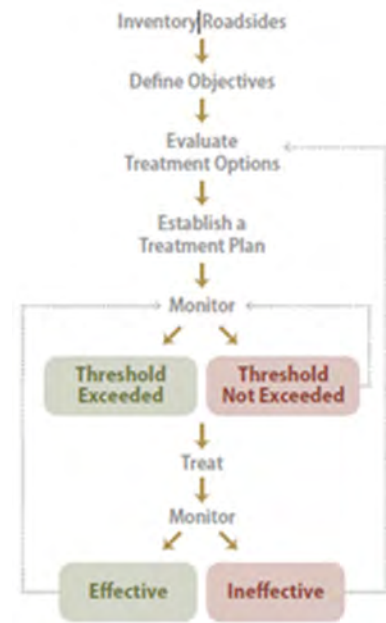 Inventory Roadsides
Define Objectives
Evaluate
Treatment Options
Establish a
Treatment Plan
Monitor
Threshold
Exceeded
Threshold
Not Exceeded
Treat
Monitor
Effective
Ineffective